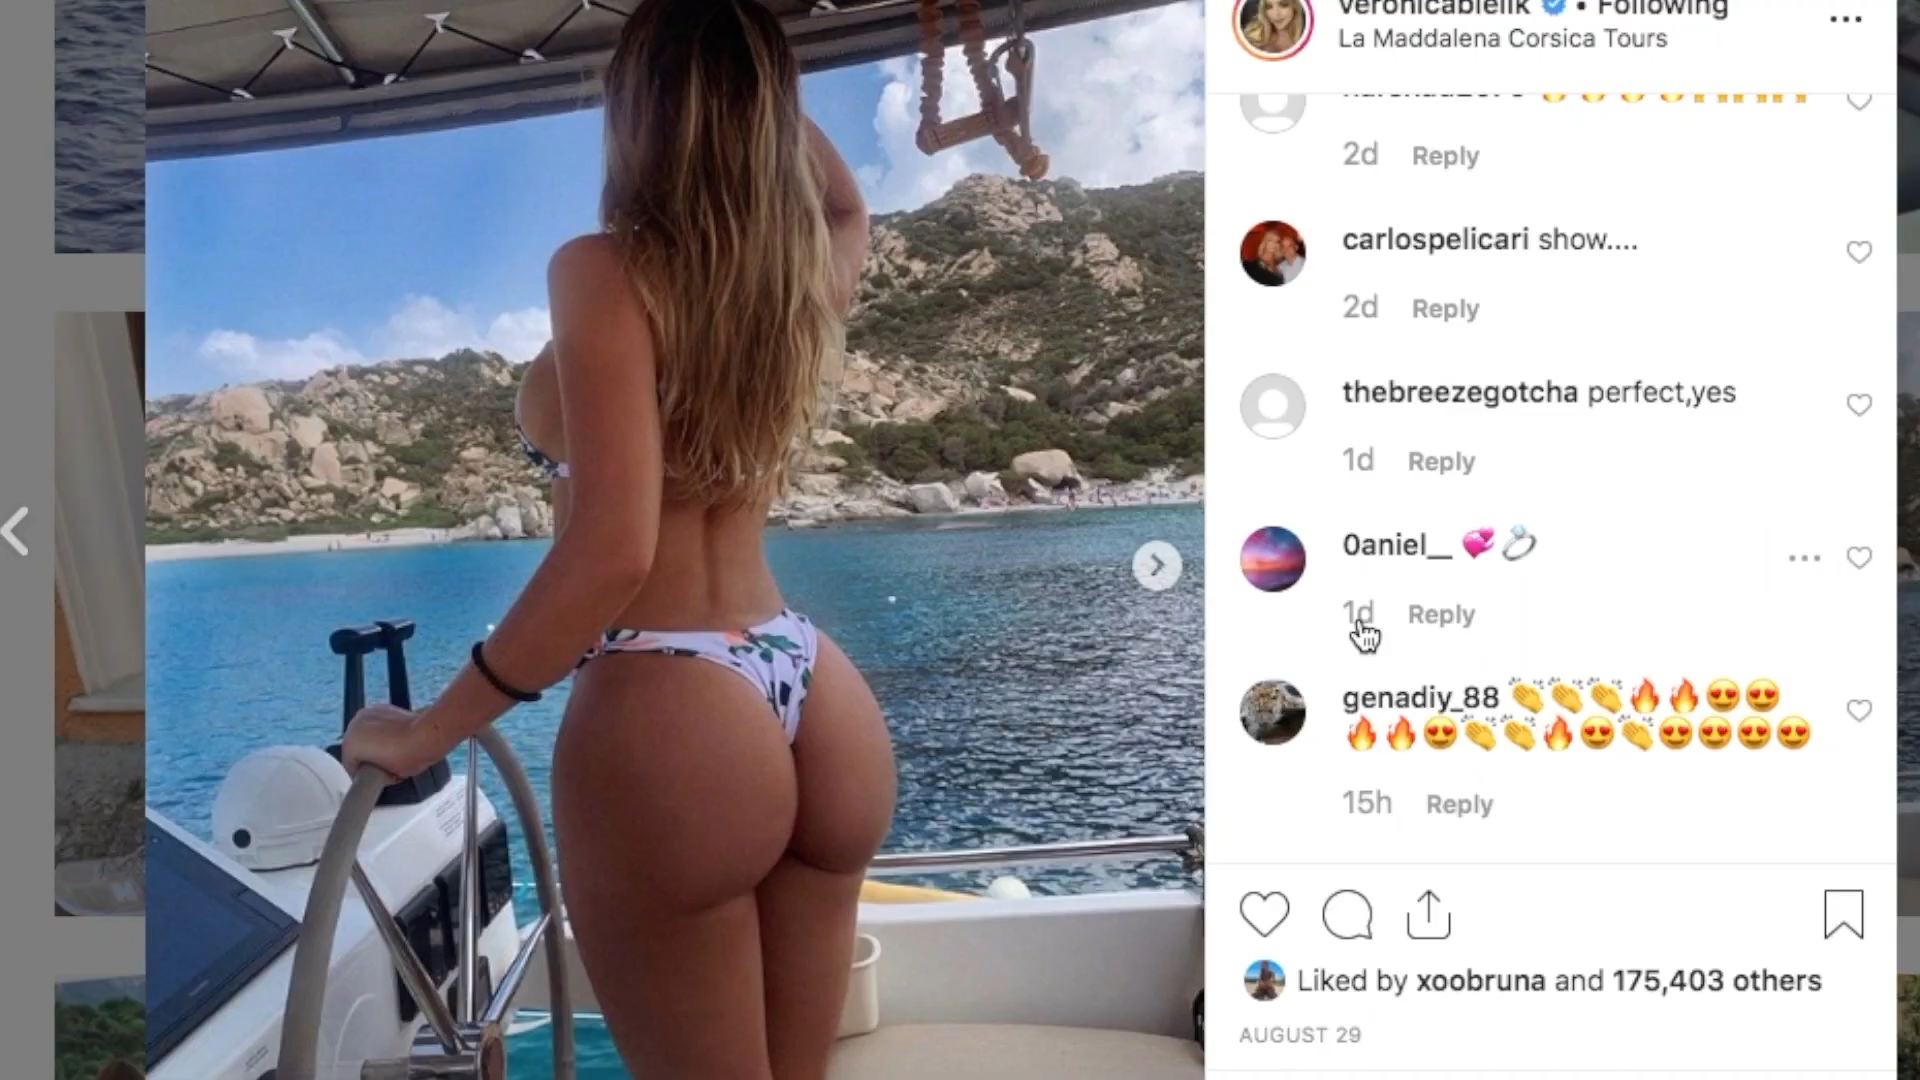 veronicabielik • Following
La Maddalena Corsica Tours
2d Reply
carlospelicari show....
2d Reply
thebreezegotcha perfect,yes
1d Reply
0aniel__ 💞💍
1d Reply
genadiy_88 👏👏👏🔥🔥😍😍
🔥🔥😍👏👏🔥😍👏😍😍😍😍
15h Reply
Liked by xoobruna and 175,403 others
AUGUST 29